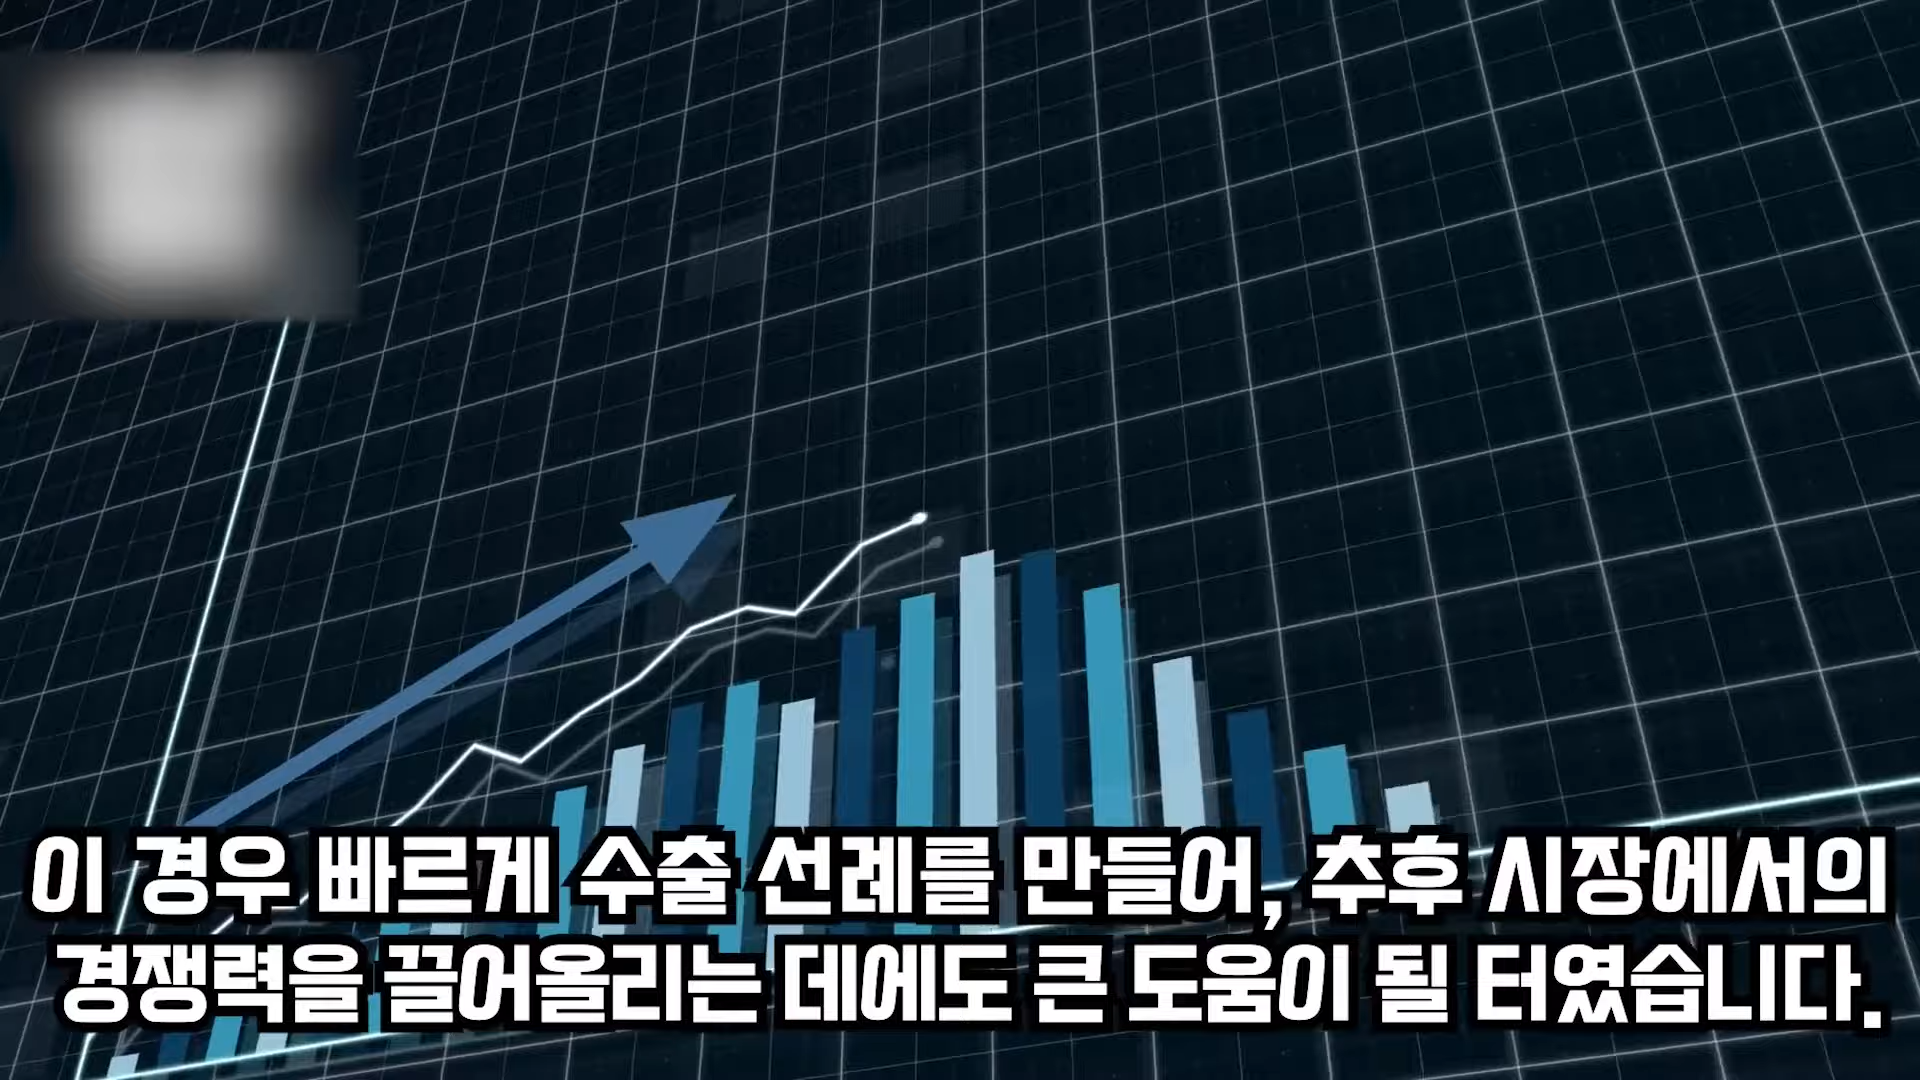 이 경우 빠르게 수출 선례를 만들어, 추후 시장에서의
경쟁력을 끌어올리는 데에도 큰 도움이 될 터였습니다.